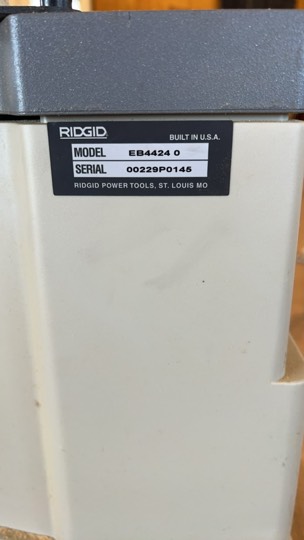 RIDGID
BUILT IN U.S.A.
MODEL EB4424 0
SERIAL 00229P0145
RIDGID POWER TOOLS, ST. LOUIS MO